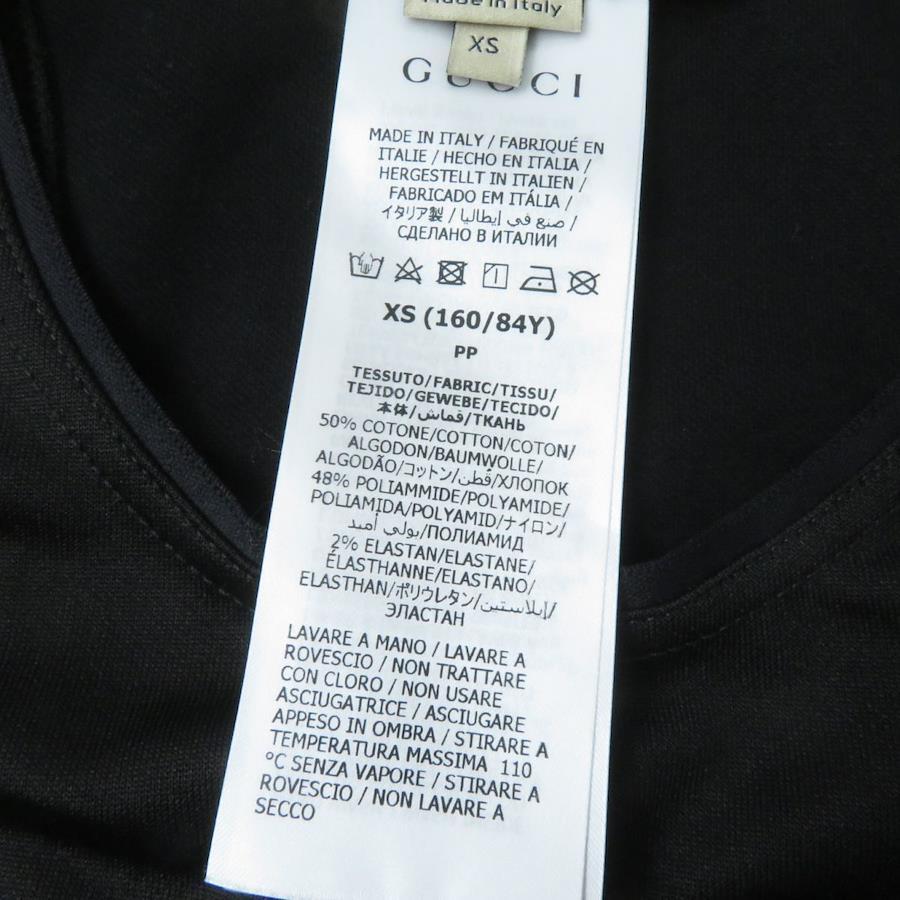 Made in Italy
XS
GUCCI
MADE IN ITALY / FABRIQUÉ EN
ITALIE / HECHO EN ITALIA /
HERGESTELLT IN ITALIEN /
FABRICADO EM ITÁLIA /
イタリア製 / صنع في إيطاليا /
СДЕЛАНО В ИТАЛИИ
XS (160/84Y)
PP
TESSUTO/FABRIC/TISSU/
TEJIDO/GEWEBE/TECIDO/
本体/قماش/ТКАНЬ
50% COTONE/COTTON/COTON/
ALGODON/BAUMWOLLE/
ALGODÃO/コットン/قطن/ХЛОПОК
48% POLIAMMIDE/POLYAMIDE/
POLIAMIDA/POLYAMID/ナイロン/
بولي أميد/ПОЛИАМИД
2% ELASTAN/ELASTANE/
ÉLASTHANNE/ELASTANO/
ELASTHAN/ポリウレタン/إيلاستين/
ЭЛАСТАН
LAVARE A MANO / LAVARE A
ROVESCIO / NON TRATTARE
CON CLORO / NON USARE
ASCIUGATRICE / ASCIUGARE
APPESO IN OMBRA / STIRARE A
TEMPERATURA MASSIMA 110
°C SENZA VAPORE / STIRARE A
ROVESCIO / NON LAVARE A
SECCO